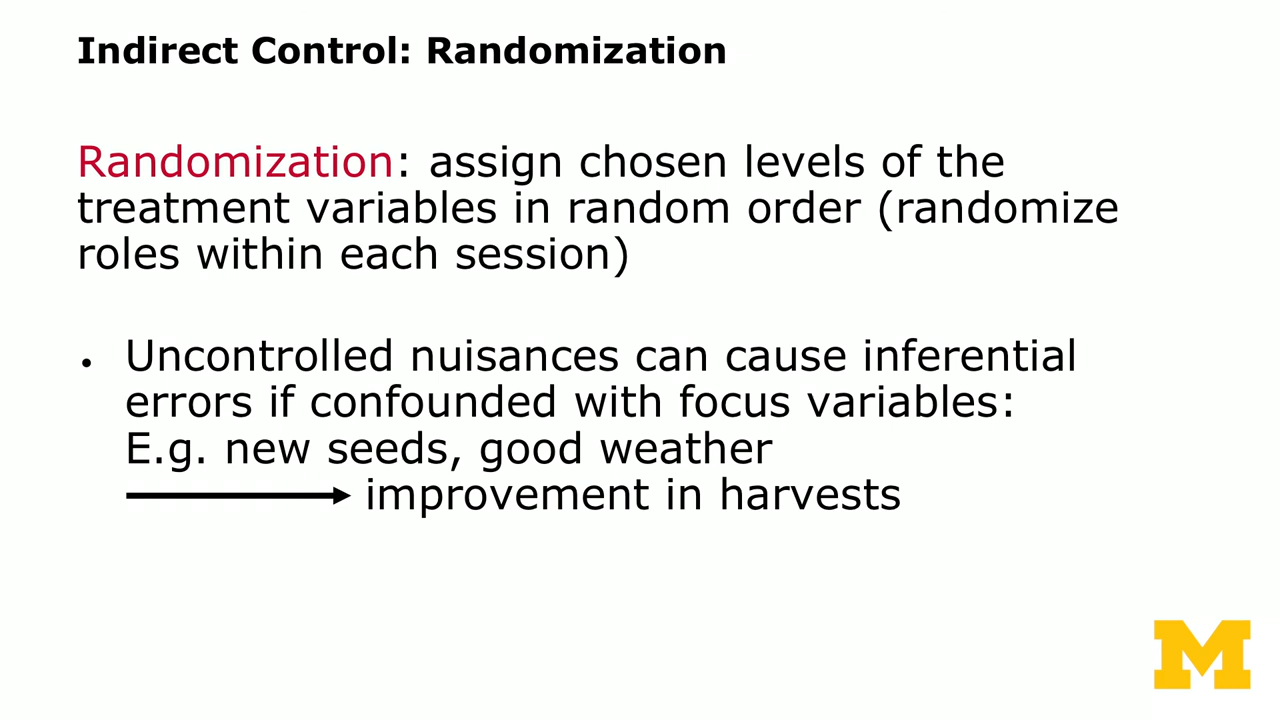 Indirect Control: Randomization
Randomization: assign chosen levels of the
treatment variables in random order (randomize
roles within each session)
• Uncontrolled nuisances can cause inferential
errors if confounded with focus variables:
E.g. new seeds, good weather
improvement in harvests
M